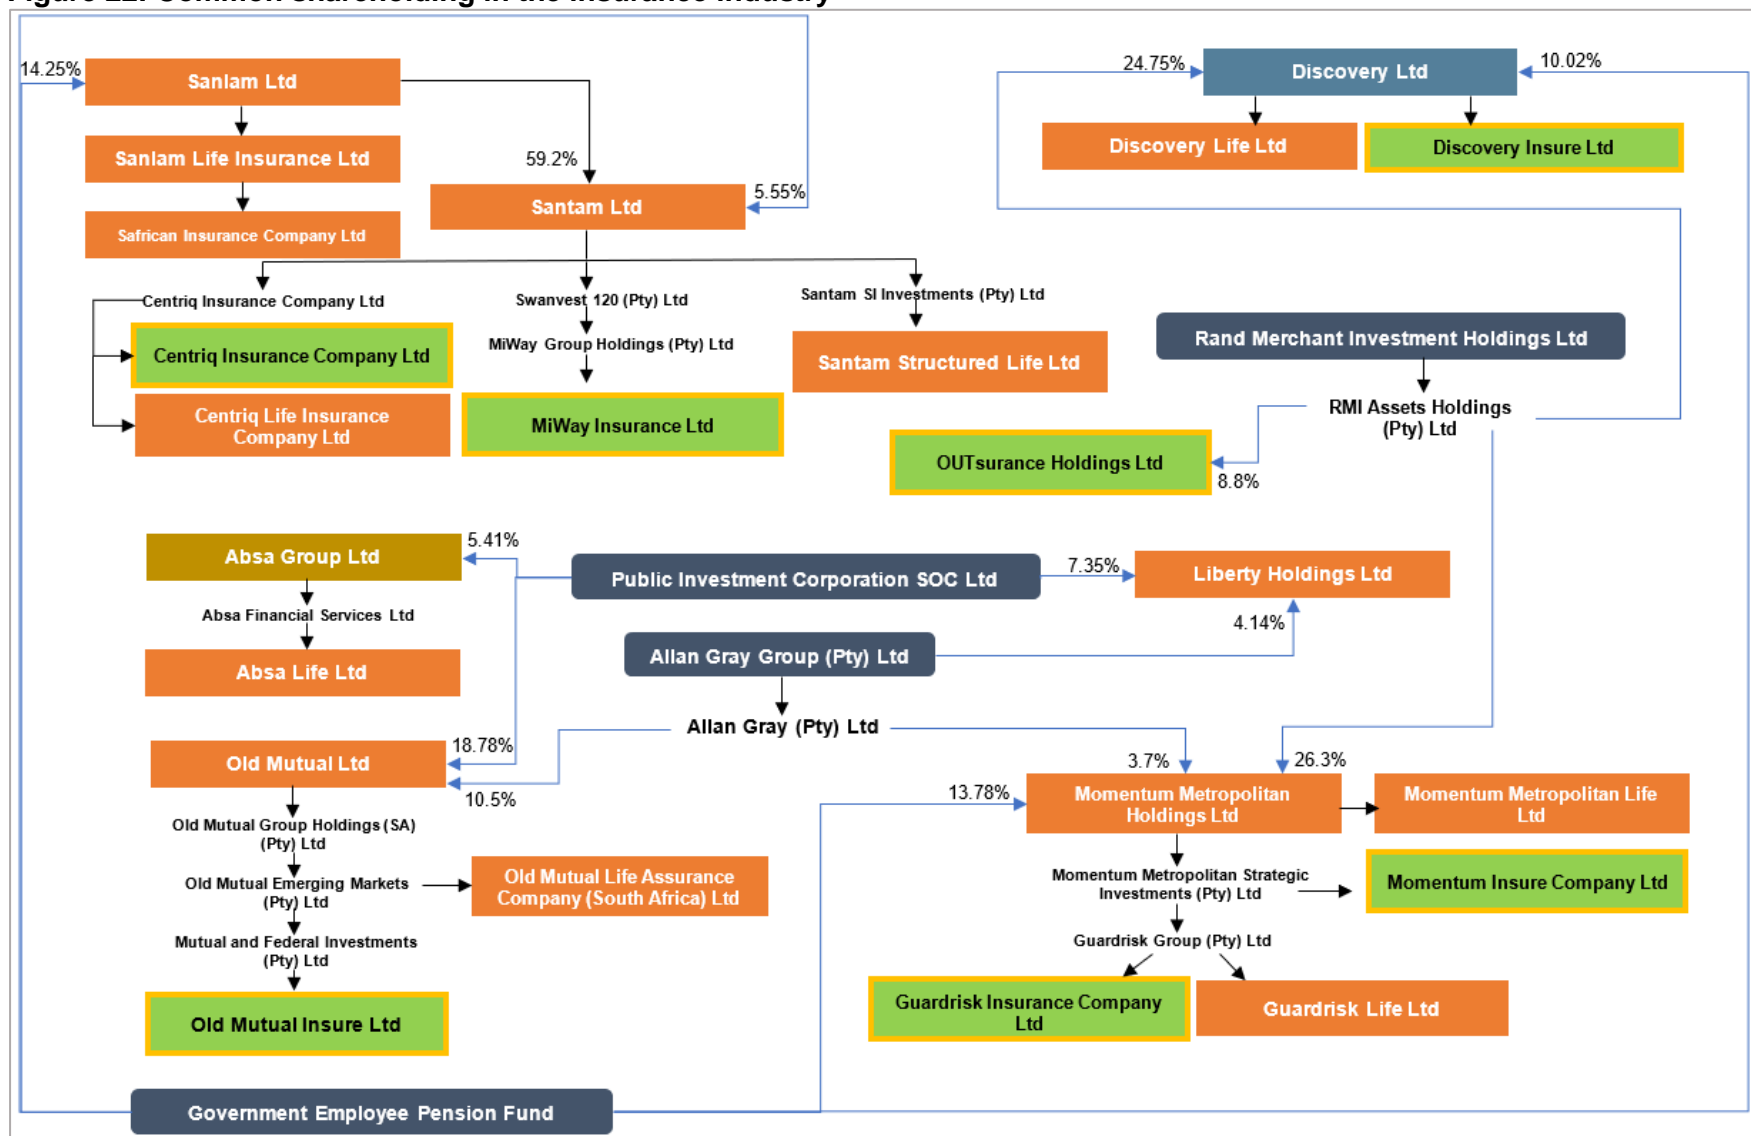 Figure 22: Common shareholding in the insurance industry
14.25%
Sanlam Ltd
Sanlam Life Insurance Ltd
Safrican Insurance Company Ltd
59.2%
Santam Ltd
5.55%
24.75%
Discovery Ltd
10.02%
Discovery Life Ltd
Discovery Insure Ltd
Centriq Insurance Company Ltd
Swanvest 120 (Pty) Ltd
Santam SI Investments (Pty) Ltd
Centriq Insurance Company Ltd
MiWay Group Holdings (Pty) Ltd
Santam Structured Life Ltd
Centriq Life Insurance
Company Ltd
MiWay Insurance Ltd
Rand Merchant Investment Holdings Ltd
RMI Assets Holdings
(Pty) Ltd
OUTsurance Holdings Ltd
8.8%
Absa Group Ltd
5.41%
Public Investment Corporation SOC Ltd
7.35%
Liberty Holdings Ltd
Absa Financial Services Ltd
4.14%
Allan Gray Group (Pty) Ltd
Absa Life Ltd
Allan Gray (Pty) Ltd
Old Mutual Ltd
18.78%
10.5%
3.7%
26.3%
13.78%
Momentum Metropolitan
Holdings Ltd
Momentum Metropolitan Life
Ltd
Old Mutual Group Holdings (SA)
(Pty) Ltd
Old Mutual Emerging Markets
(Pty) Ltd
Old Mutual Life Assurance
Company (South Africa) Ltd
Momentum Metropolitan Strategic
Investments (Pty) Ltd
Momentum Insure Company Ltd
Mutual and Federal Investments
(Pty) Ltd
Guardrisk Group (Pty) Ltd
Old Mutual Insure Ltd
Guardrisk Insurance Company
Ltd
Guardrisk Life Ltd
Government Employee Pension Fund